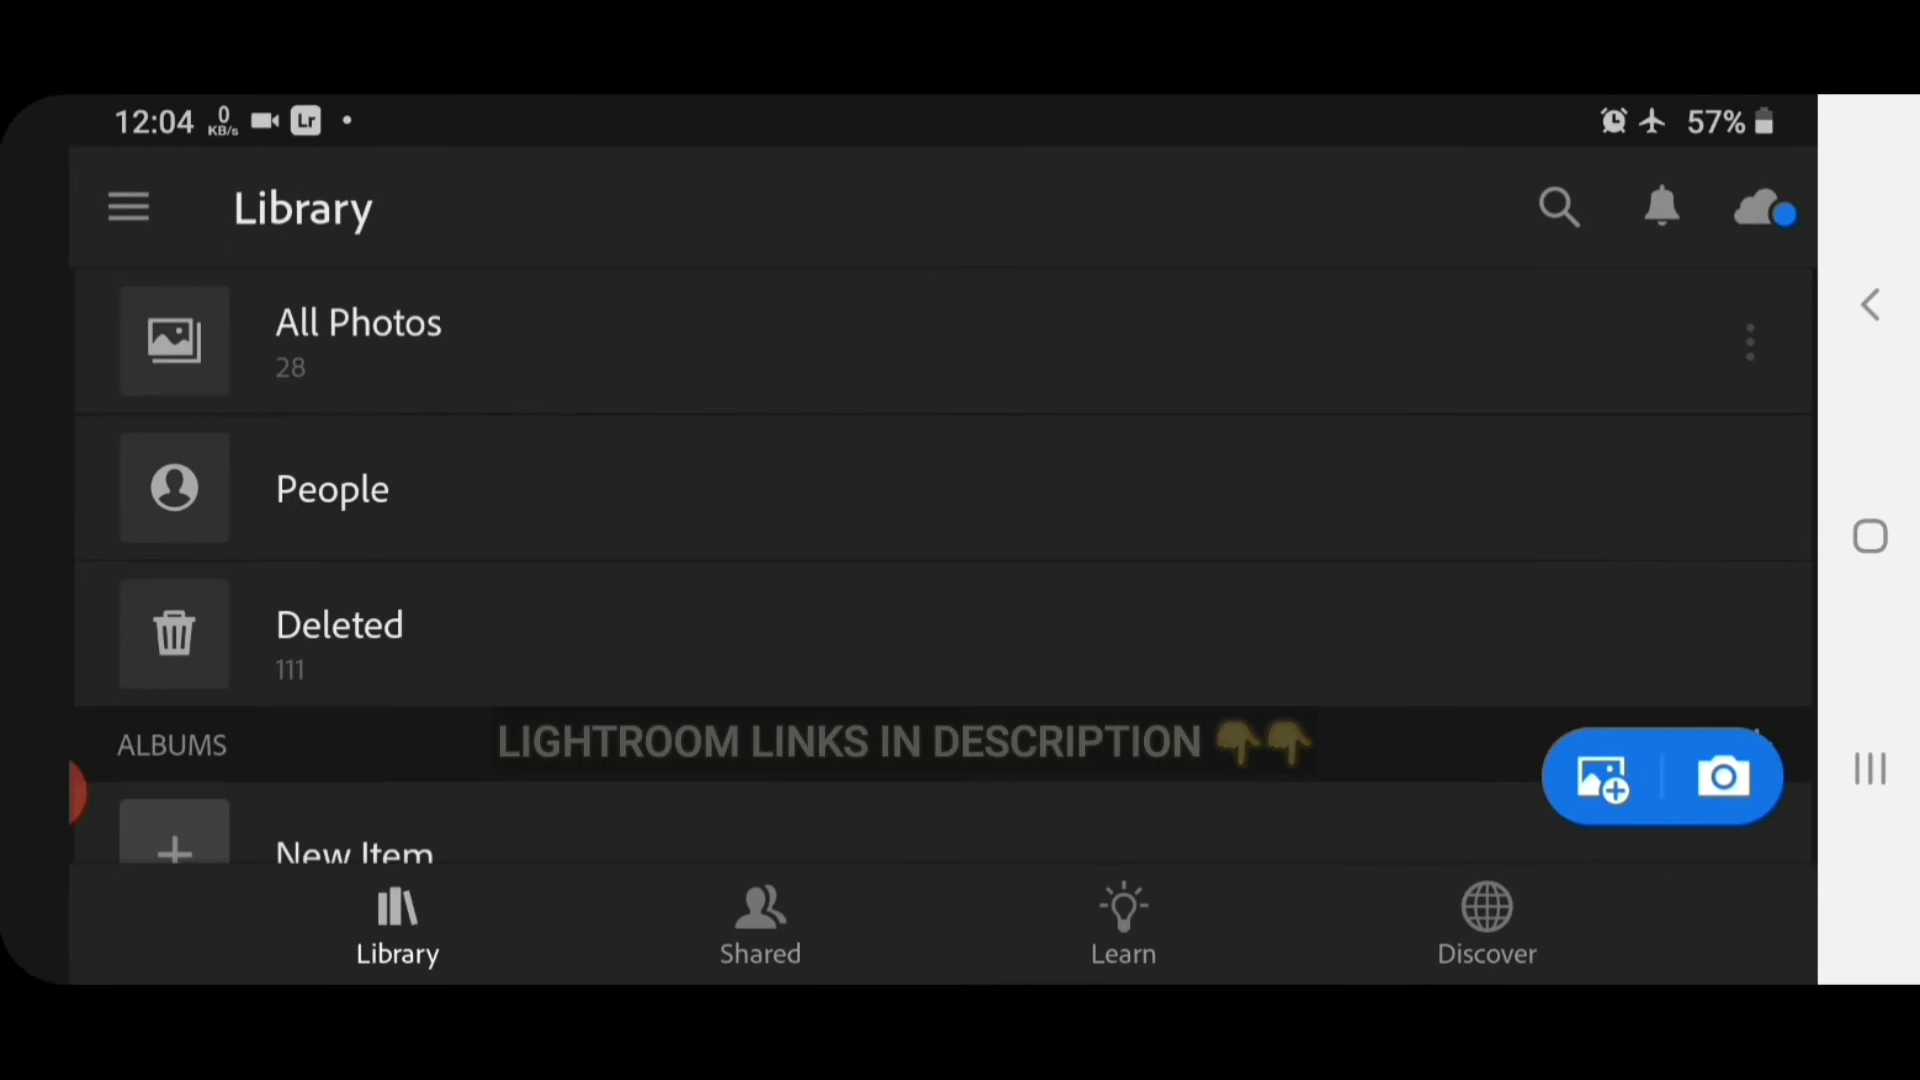 12:04 0 KB/s Lr 57%
Library
All Photos
28
People
Deleted
111
ALBUMS
LIGHTROOM LINKS IN DESCRIPTION 👇👇
New Item
Library Shared Learn Discover